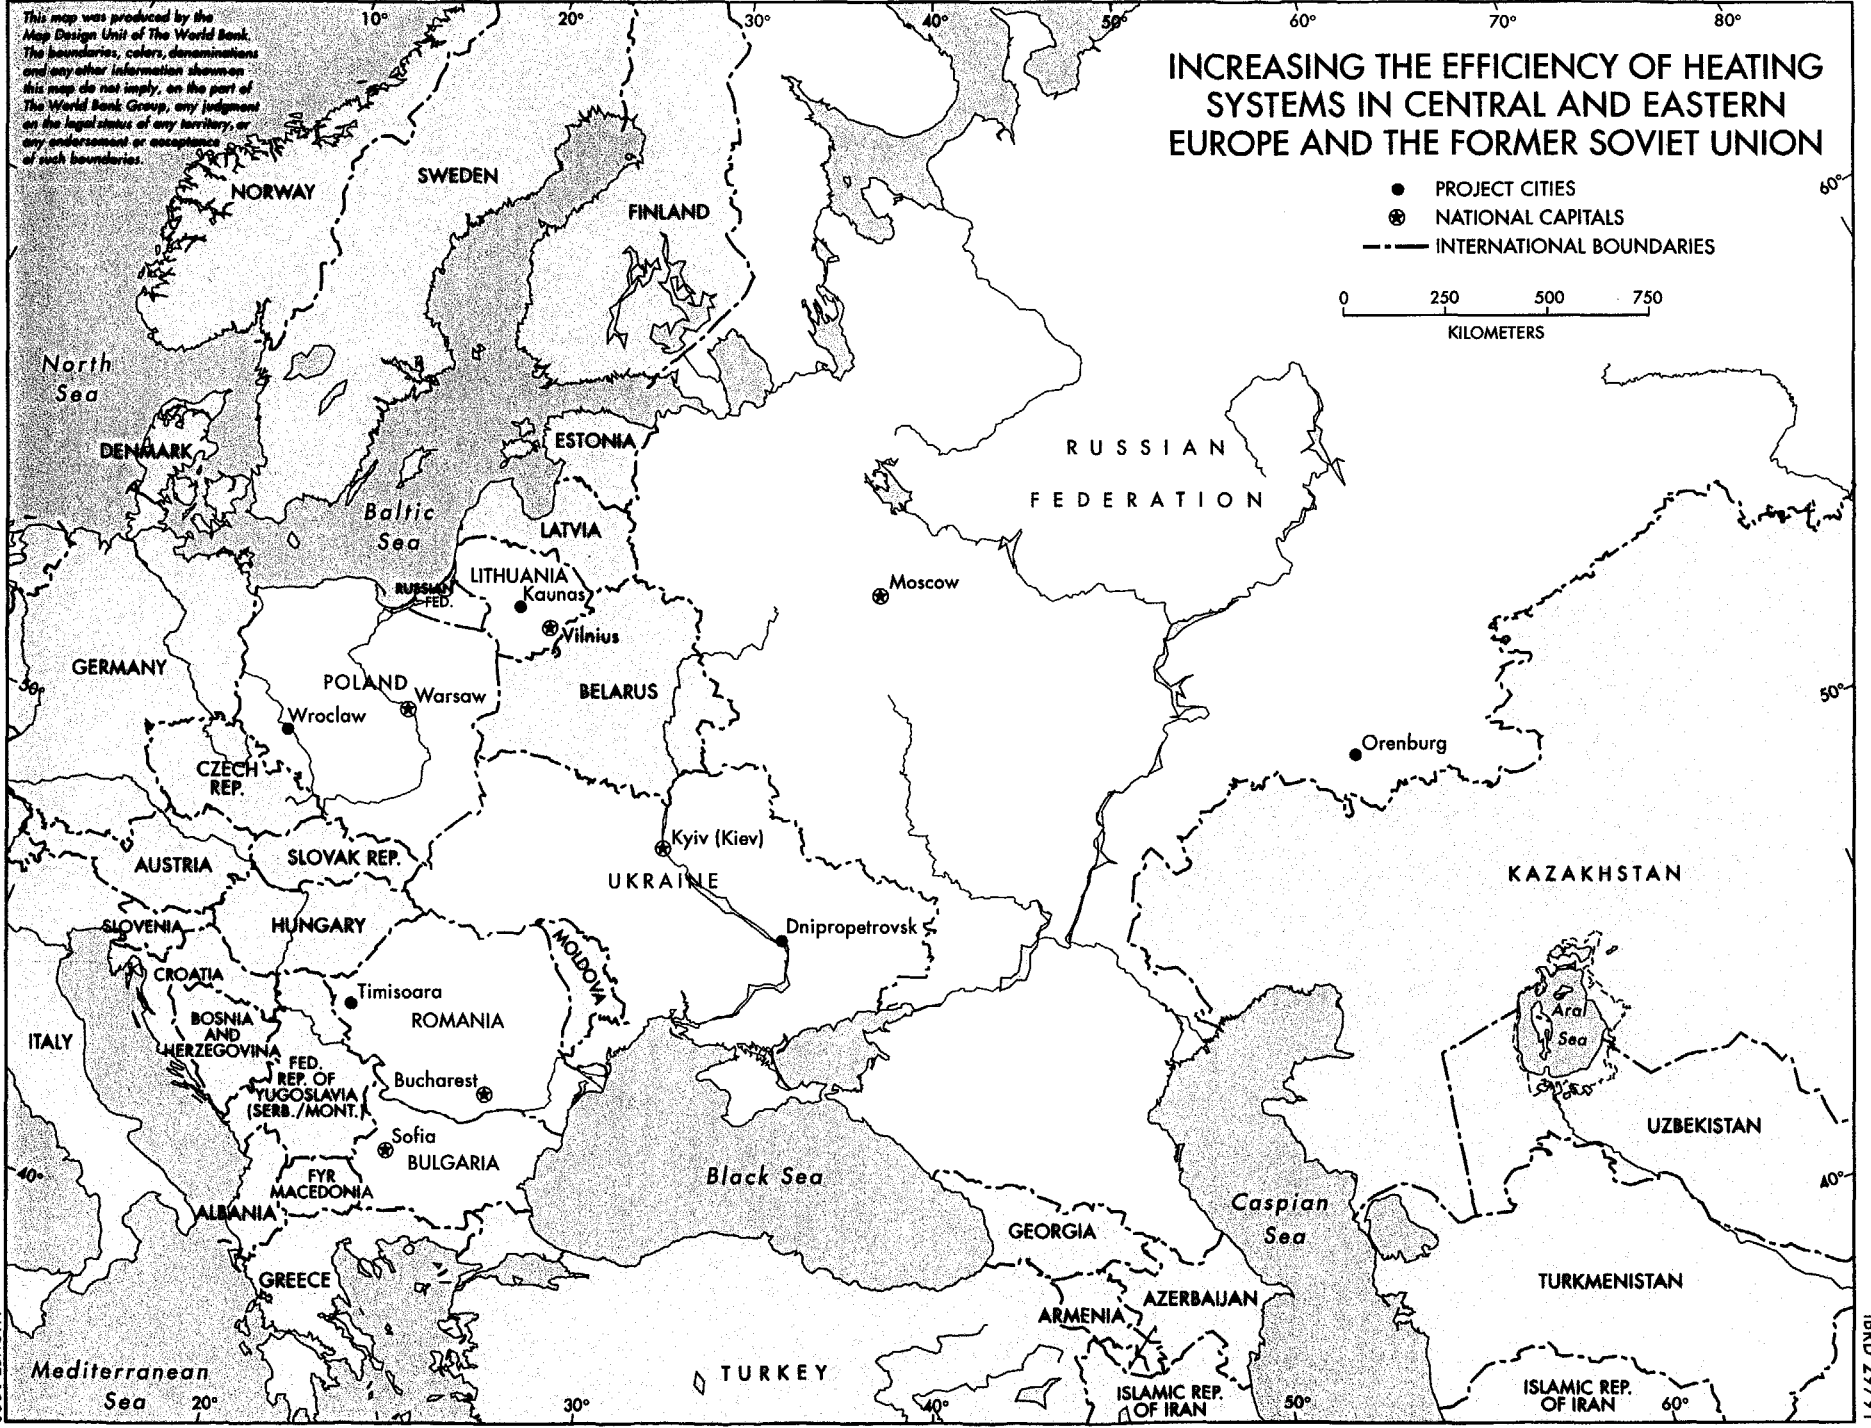 This map was produced by the
Map Design Unit of The World Bank.
The boundaries, colors, denominations
and any other information shown on
this map do not imply, on the part of
The World Bank Group, any judgment
on the legal status of any territory, or
any endorsement or acceptance
of such boundaries.
10°
20°
30°
40°
50°
60°
70°
80°
INCREASING THE EFFICIENCY OF HEATING
SYSTEMS IN CENTRAL AND EASTERN
EUROPE AND THE FORMER SOVIET UNION
PROJECT CITIES
NATIONAL CAPITALS
INTERNATIONAL BOUNDARIES
0 250 500 750
KILOMETERS
60°
NORWAY
SWEDEN
FINLAND
North
Sea
DENMARK
ESTONIA
RUSSIAN
FEDERATION
Baltic
Sea
LATVIA
LITHUANIA
Kaunas
Vilnius
RUSSIAN
FED.
Moscow
GERMANY
POLAND
Warsaw
Wroclaw
BELARUS
50°
50°
Orenburg
CZECH
REP.
Kyiv (Kiev)
UKRAINE
AUSTRIA
SLOVAK REP.
KAZAKHSTAN
SLOVENIA
HUNGARY
Dnipropetrovsk
MOLDOVA
CROATIA
Timisoara
ROMANIA
BOSNIA
AND
HERZEGOVINA
ITALY
FED.
REP. OF
YUGOSLAVIA
(SERB./MONT.)
Bucharest
Aral
Sea
UZBEKISTAN
Sofia
BULGARIA
Black Sea
40°
40°
FYR
MACEDONIA
ALBANIA
Caspian
Sea
GEORGIA
GREECE
TURKMENISTAN
ARMENIA
AZERBAIJAN
Mediterranean
Sea
TURKEY
ISLAMIC REP.
OF IRAN
ISLAMIC REP.
OF IRAN
20°
30°
40°
50°
60°
IBRD